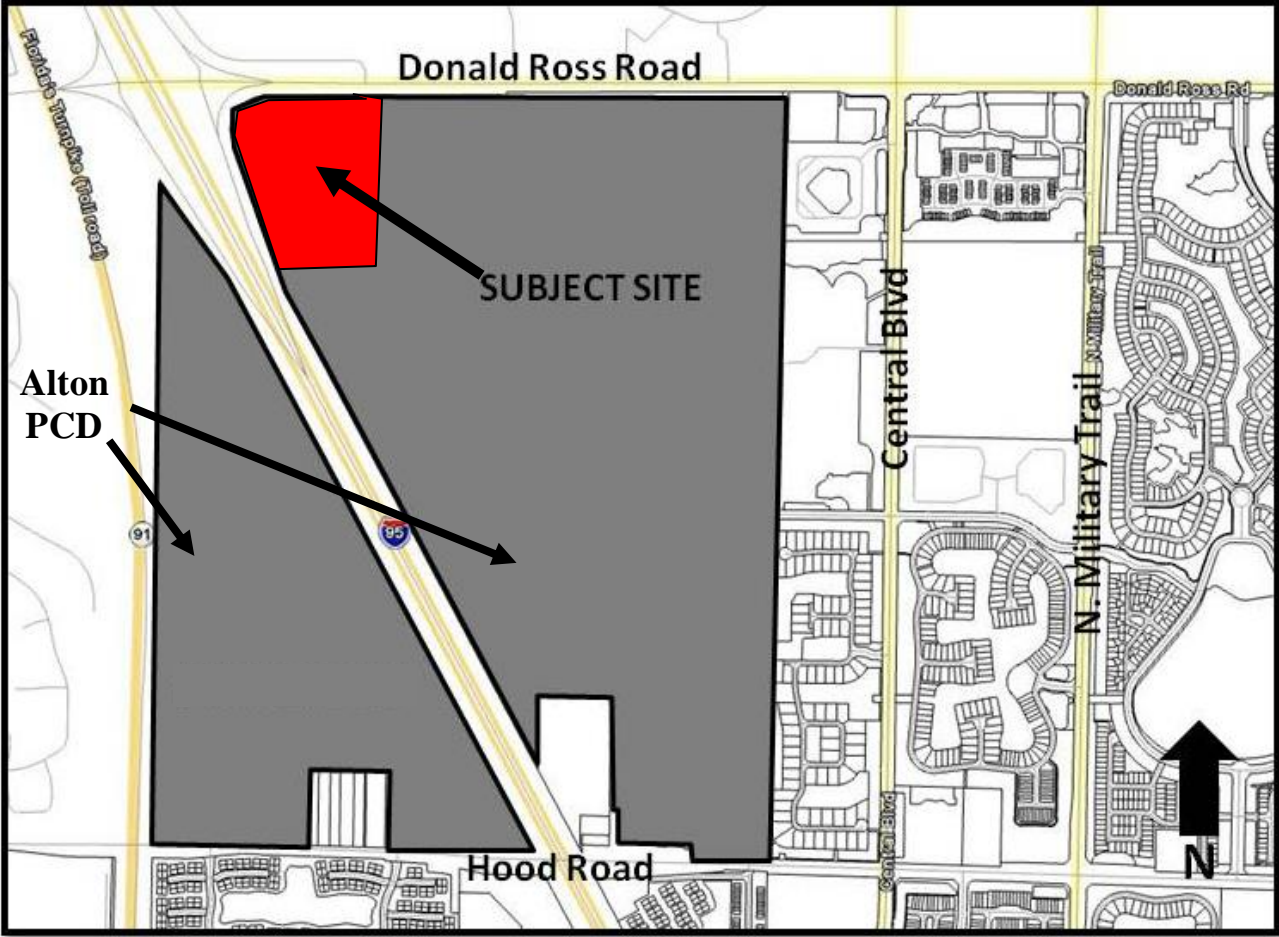 Donald Ross Road
Donald Ross Rd
Florida's Turnpike (toll road)
SUBJECT SITE
N Military Trail
Central Blvd
Alton
PCD
N. Military Trail
91
95
Central Blvd
Hood Road
N